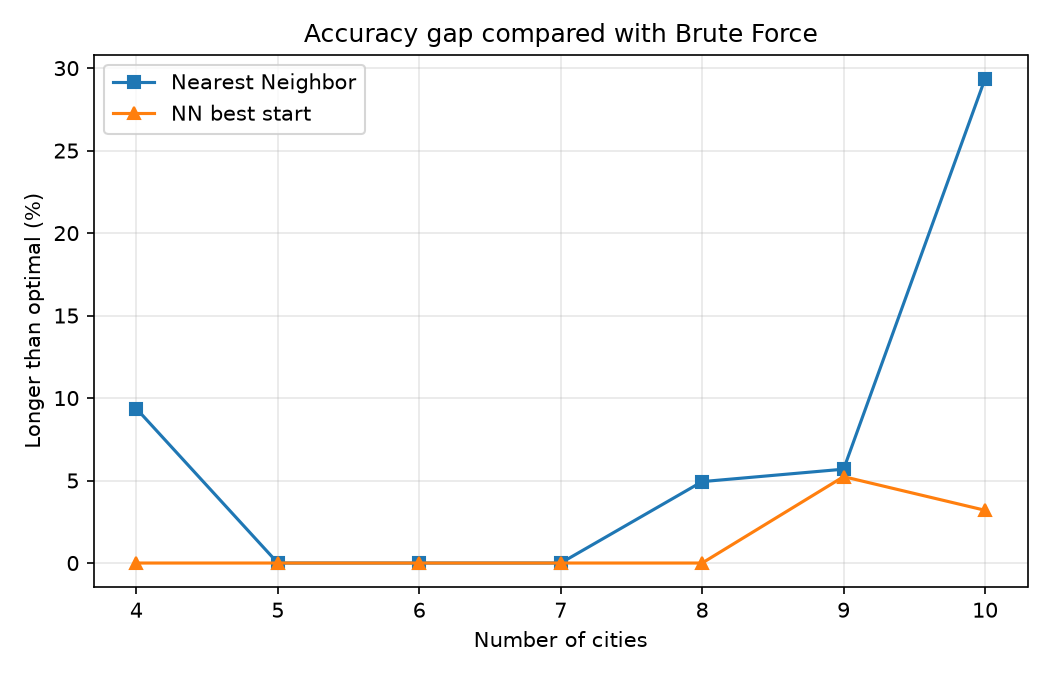 Accuracy gap compared with Brute Force
Nearest Neighbor
NN best start
Longer than optimal (%)
30
25
20
15
10
5
0
4 5 6 7 8 9 10
Number of cities